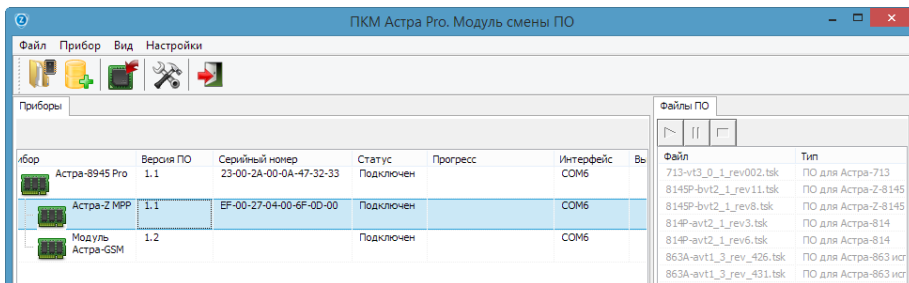 ПКМ Астра Pro. Модуль смены ПО
Файл Прибор Вид Настройки
Приборы
Файлы ПО
ибор Версия ПО Серийный номер Статус Прогресс Интерфейс Вы
Файл Тип
Астра-8945 Pro 1.1 23-00-2A-00-0A-47-32-33 Подключен COM6
Астра-Z MPP 1.1 EF-00-27-04-00-6F-0D-00 Подключен COM6
Модуль
Астра-GSM 1.2 Подключен COM6
713-vt3_0_1_rev002.tsk ПО для Астра-713
8145P-bvt2_1_rev11.tsk ПО для Астра-Z-8145
8145P-bvt2_1_rev8.tsk ПО для Астра-Z-8145
814P-avt2_1_rev3.tsk ПО для Астра-814
814P-avt2_1_rev6.tsk ПО для Астра-814
863A-avt1_3_rev_426.tsk ПО для Астра-863 исп
863A-avt1_3_rev_431.tsk ПО для Астра-863 исп